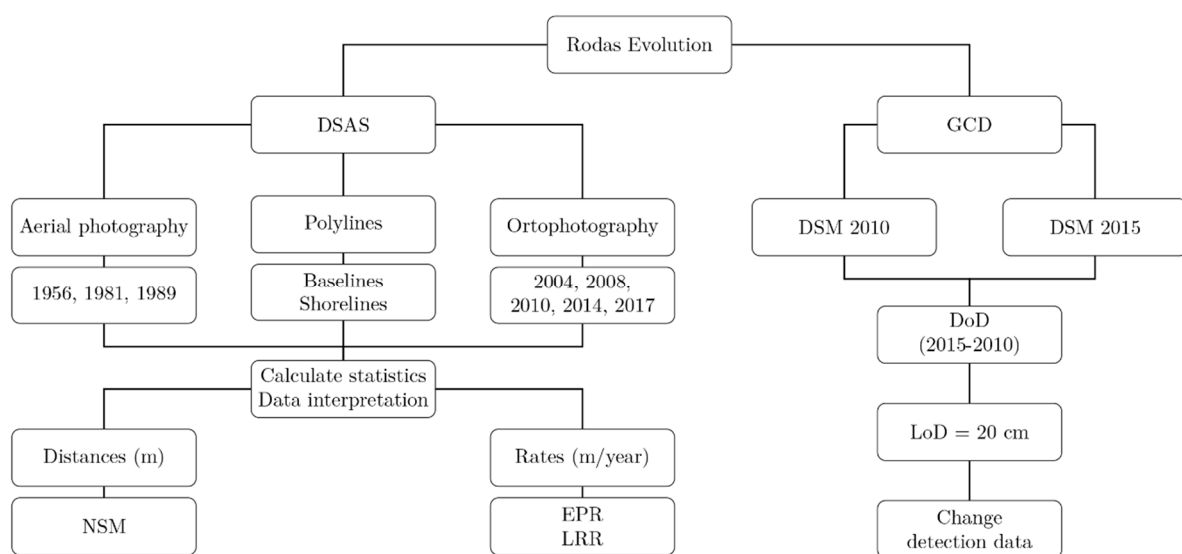 Rodas Evolution
DSAS
GCD
Aerial photography
Polylines
Ortophotography
DSM 2010
DSM 2015
1956, 1981, 1989
Baselines
Shorelines
2004, 2008,
2010, 2014, 2017
DoD
(2015-2010)
Calculate statistics
Data interpretation
LoD = 20 cm
Distances (m)
Rates (m/year)
NSM
EPR
LRR
Change
detection data